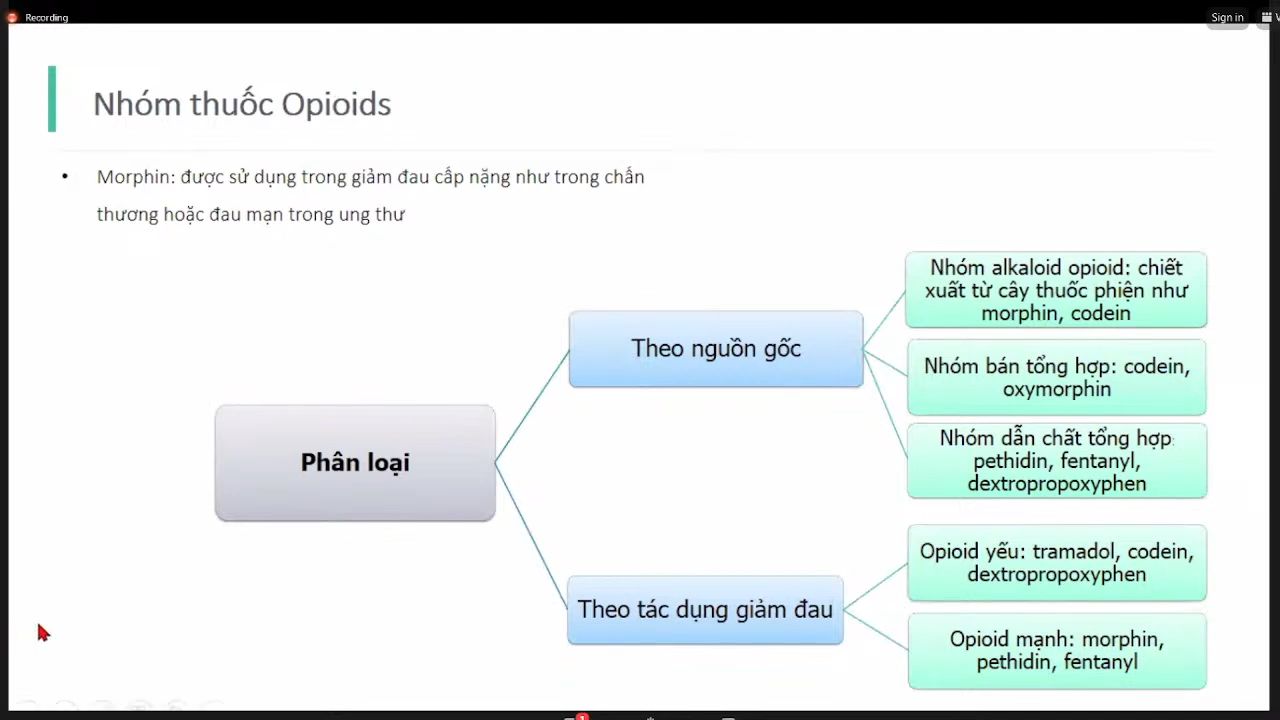 Recording
Sign in
Nhóm thuốc Opioids
• Morphin: được sử dụng trong giảm đau cấp nặng như trong chấn
thương hoặc đau mạn trong ung thư
Phân loại
Theo nguồn gốc
Nhóm alkaloid opioid: chiết
xuất từ cây thuốc phiện như
morphin, codein
Nhóm bán tổng hợp: codein,
oxymorphin
Nhóm dẫn chất tổng hợp:
pethidin, fentanyl,
dextropropoxyphen
Theo tác dụng giảm đau
Opioid yếu: tramadol, codein,
dextropropoxyphen
Opioid mạnh: morphin,
pethidin, fentanyl